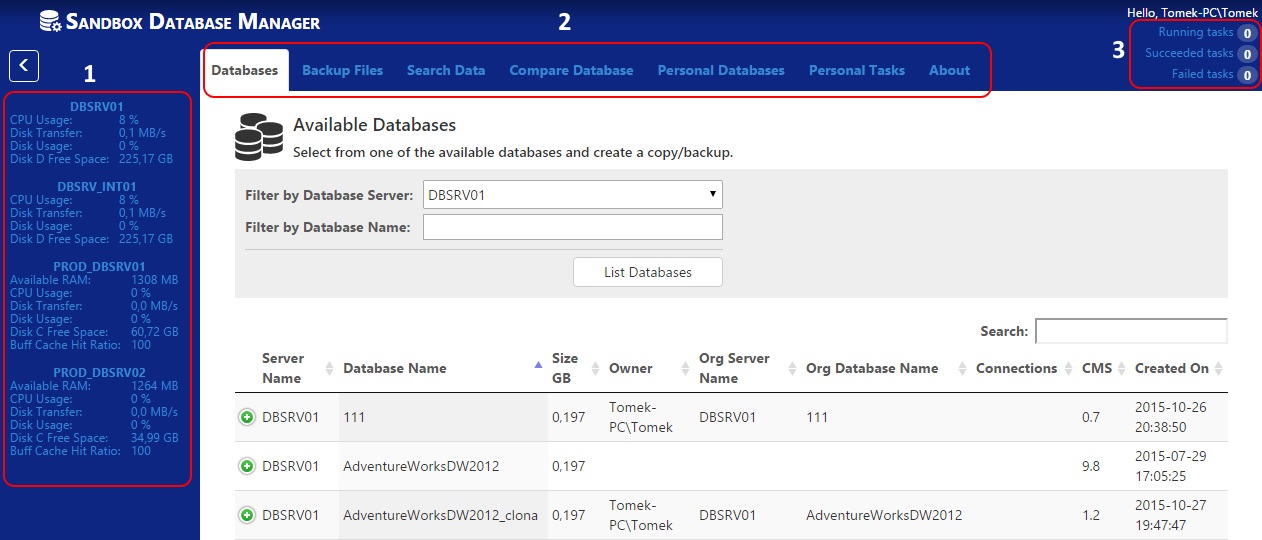 SANDBOX DATABASE MANAGER
2
Hello, Tomek-PC\Tomek
Running tasks 0
Succeeded tasks 0
Failed tasks 0
3
1
Databases Backup Files Search Data Compare Database Personal Databases Personal Tasks About
DBSRV01
CPU Usage: 8 %
Disk Transfer: 0,1 MB/s
Disk Usage: 0 %
Disk D Free Space: 225,17 GB
DBSRV_INT01
CPU Usage: 8 %
Disk Transfer: 0,1 MB/s
Disk Usage: 0 %
Disk D Free Space: 225,17 GB
PROD_DBSRV01
Available RAM: 1308 MB
CPU Usage: 0 %
Disk Transfer: 0,0 MB/s
Disk Usage: 0 %
Disk C Free Space: 60,72 GB
Buff Cache Hit Ratio: 100
PROD_DBSRV02
Available RAM: 1264 MB
CPU Usage: 0 %
Disk Transfer: 0,0 MB/s
Disk Usage: 0 %
Disk C Free Space: 34,99 GB
Buff Cache Hit Ratio: 100
Available Databases
Select from one of the available databases and create a copy/backup.
Filter by Database Server: DBSRV01
Filter by Database Name:
List Databases
Search:
Server Name Database Name Size GB Owner Org Server Name Org Database Name Connections CMS Created On
DBSRV01 111 0,197 Tomek-PC\Tomek DBSRV01 111 0.7 2015-10-26 20:38:50
DBSRV01 AdventureWorksDW2012 0,197 9.8 2015-07-29 17:05:25
DBSRV01 AdventureWorksDW2012_clona 0,197 Tomek-PC\Tomek DBSRV01 AdventureWorksDW2012 1.2 2015-10-27 19:47:47